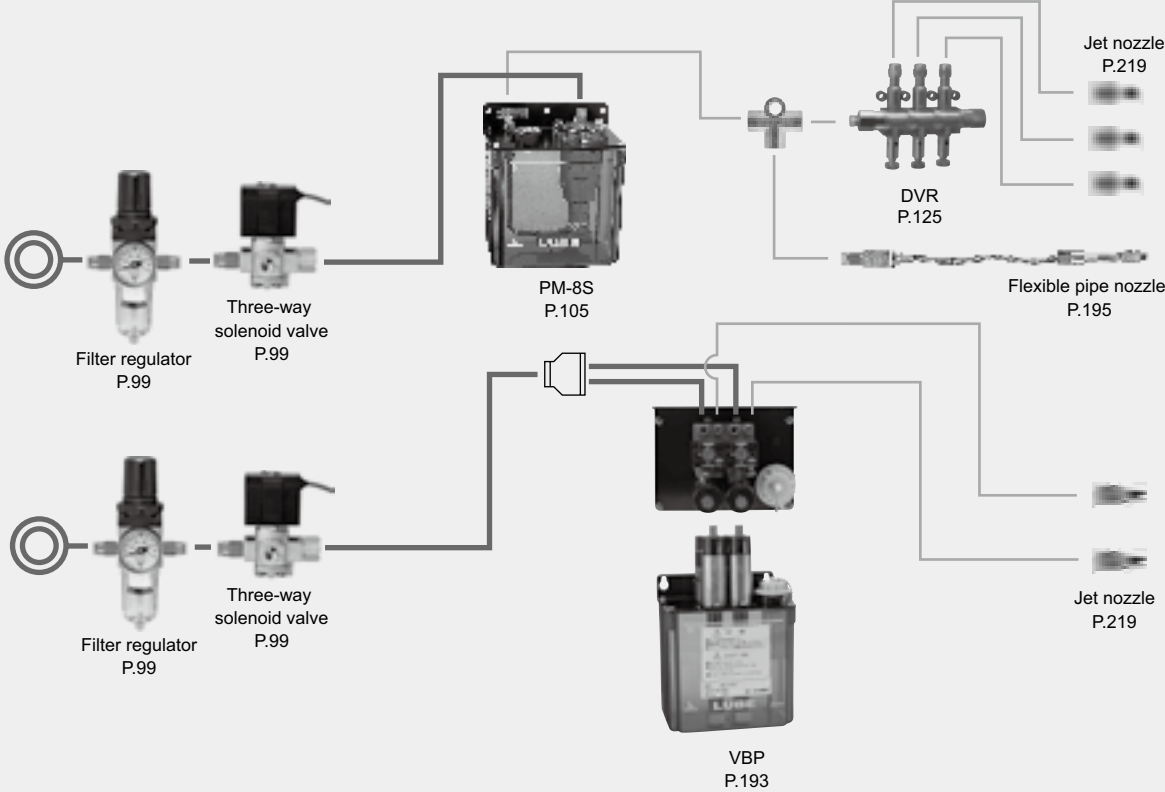 Jet nozzle
P.219
DVR
P.125
PM-8S
P.105
Flexible pipe nozzle
P.195
Three-way
solenoid valve
P.99
Filter regulator
P.99
LUBE
Three-way
solenoid valve
P.99
Filter regulator
P.99
Jet nozzle
P.219
LUBE
VBP
P.193